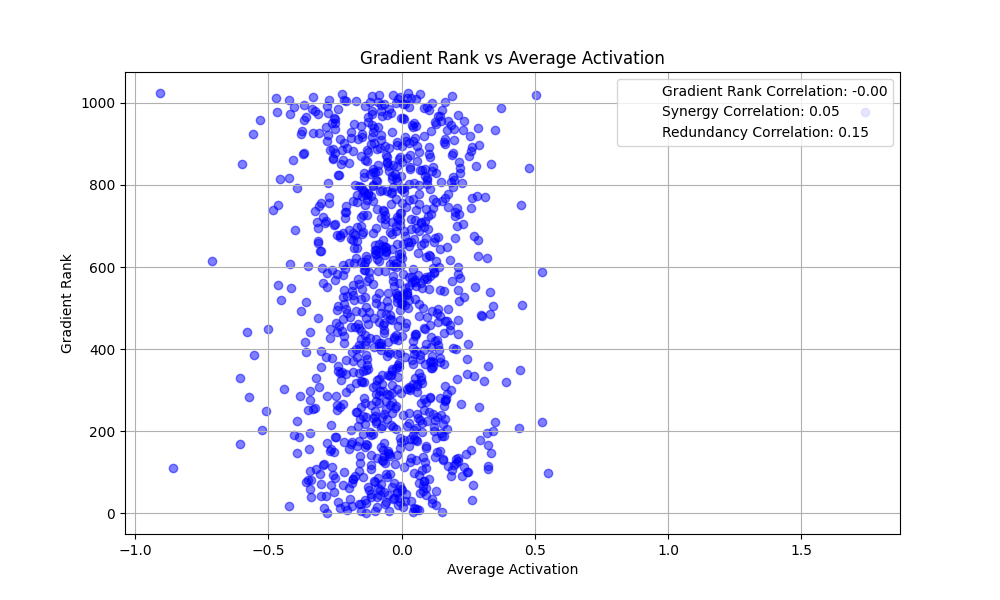 Gradient Rank vs Average Activation
Gradient Rank Correlation: -0.00
Synergy Correlation: 0.05
Redundancy Correlation: 0.15
Gradient Rank
1000
800
600
400
200
0
−1.0 −0.5 0.0 0.5 1.0 1.5
Average Activation